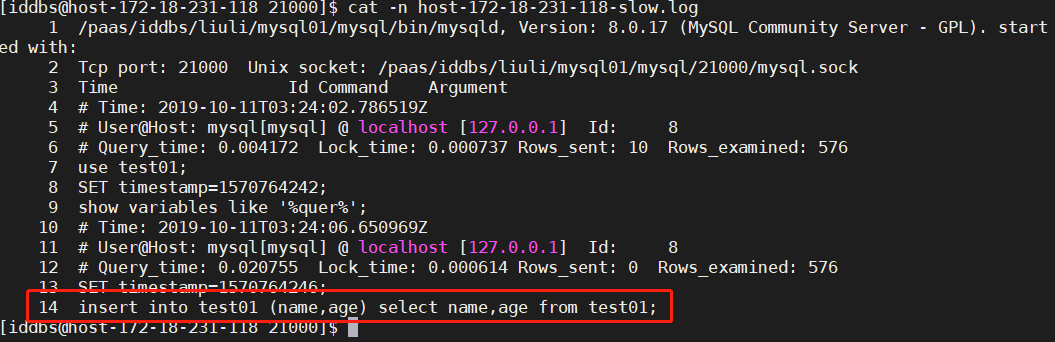 [iddbs@host-172-18-231-118 21000]$ cat -n host-172-18-231-118-slow.log
1 /paas/iddbs/liuli/mysql01/mysql/bin/mysqld, Version: 8.0.17 (MySQL Community Server - GPL). start
ed with:
2 Tcp port: 21000 Unix socket: /paas/iddbs/liuli/mysql01/mysql/21000/mysql.sock
3 Time Id Command Argument
4 # Time: 2019-10-11T03:24:02.786519Z
5 # User@Host: mysql[mysql] @ localhost [127.0.0.1] Id: 8
6 # Query_time: 0.004172 Lock_time: 0.000737 Rows_sent: 10 Rows_examined: 576
7 use test01;
8 SET timestamp=1570764242;
9 show variables like '%quer%';
10 # Time: 2019-10-11T03:24:06.650969Z
11 # User@Host: mysql[mysql] @ localhost [127.0.0.1] Id: 8
12 # Query_time: 0.020755 Lock_time: 0.000614 Rows_sent: 0 Rows_examined: 576
13 SET timestamp=1570764246;
14 insert into test01 (name,age) select name,age from test01;
[iddbs@host-172-18-231-118 21000]$